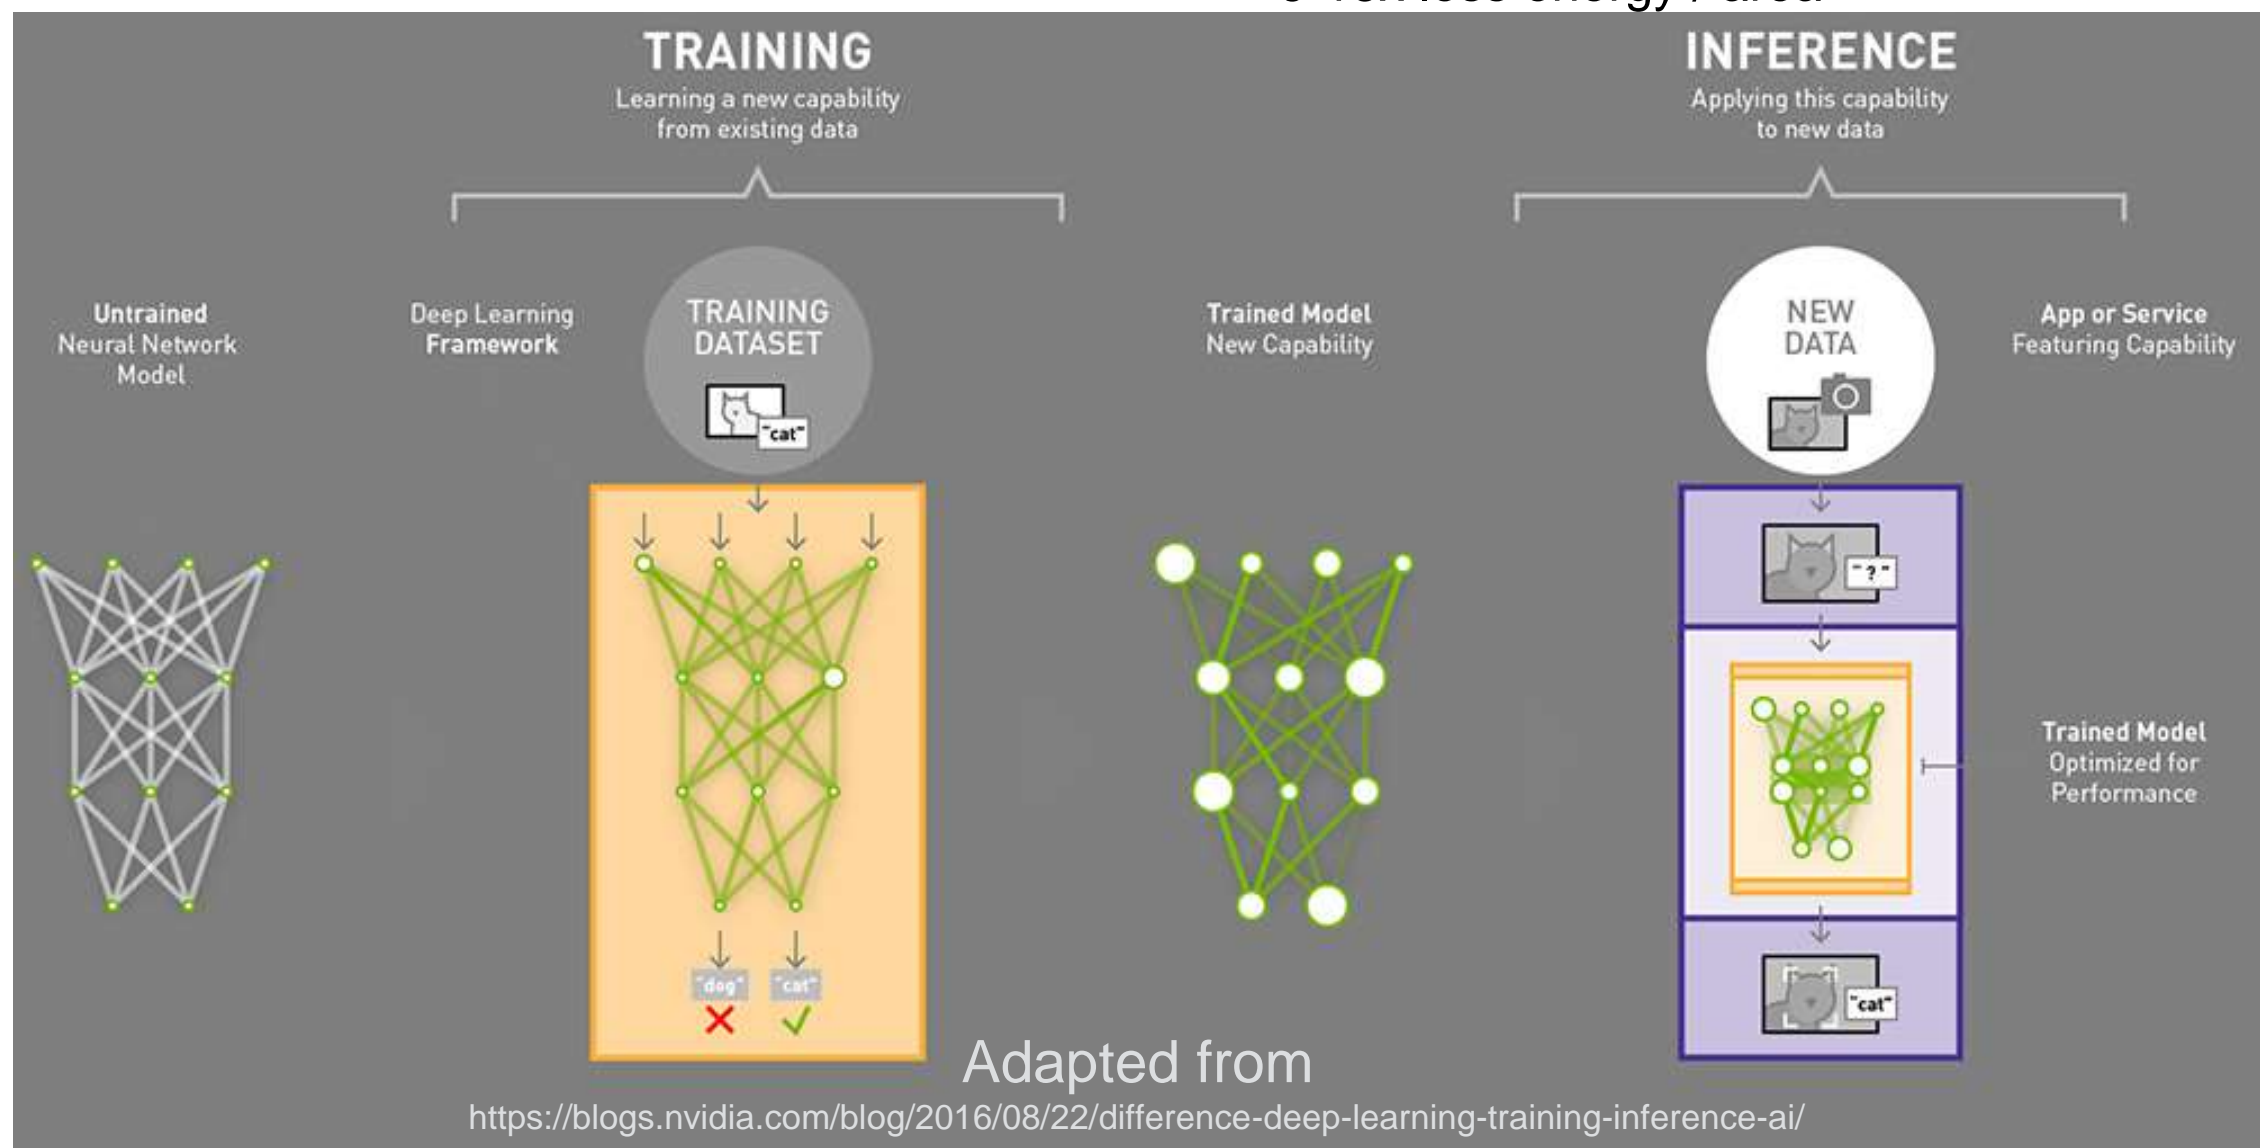 TRAINING
Learning a new capability
from existing data
INFERENCE
Applying this capability
to new data
Untrained
Neural Network
Model
Deep Learning
Framework
TRAINING
DATASET
"cat"
Trained Model
New Capability
NEW
DATA
App or Service
Featuring Capability
"?"
Trained Model
Optimized for
Performance
"dog"
"cat"
"cat"
Adapted from
https://blogs.nvidia.com/blog/2016/08/22/difference-deep-learning-training-inference-ai/